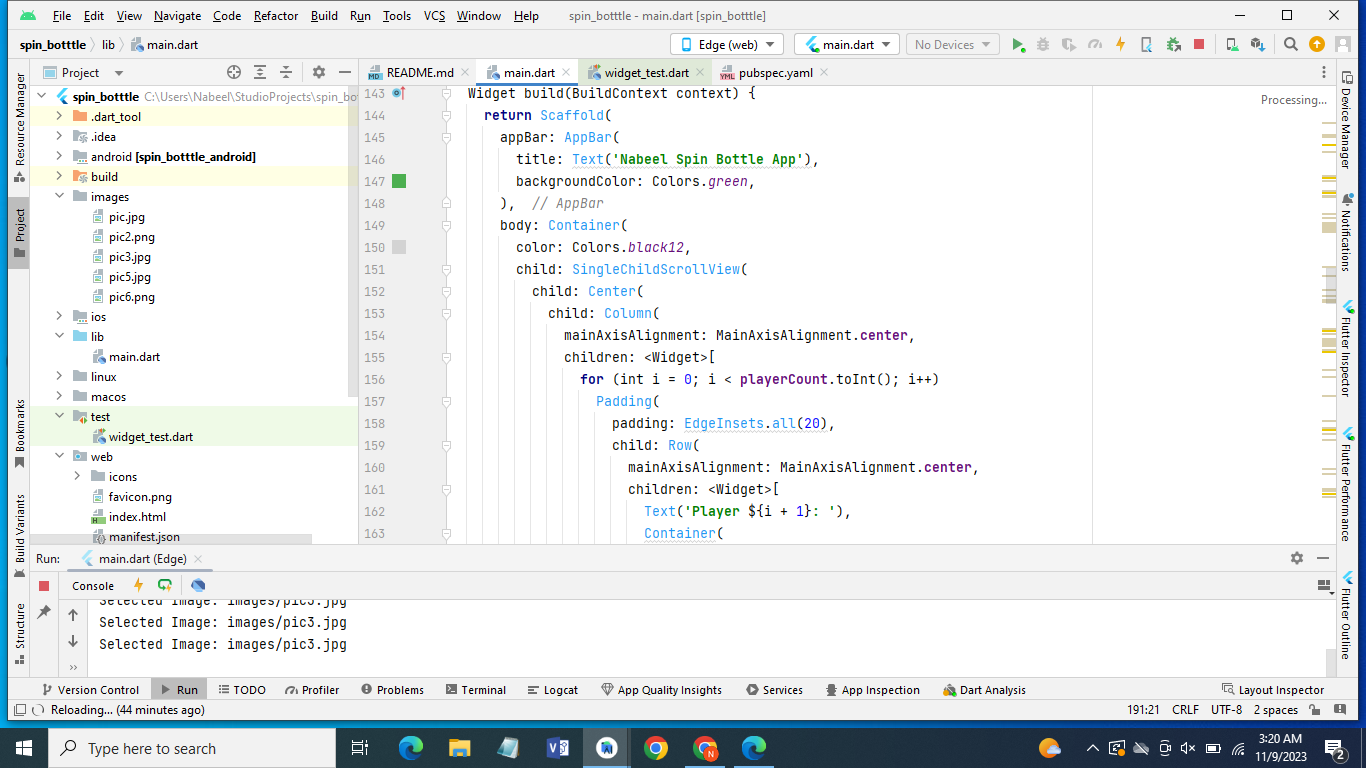 File Edit View Navigate Code Refactor Build Run Tools VCS Window Help spin_botttle - main.dart [spin_botttle]
spin_botttle lib main.dart Edge (web) main.dart No Devices
Project README.md main.dart widget_test.dart pubspec.yaml
Resource Manager
Project
Bookmarks
Build Variants
Structure
spin_botttle C:\Users\Nabeel\StudioProjects\spin_bo
.dart_tool
.idea
android [spin_botttle_android]
build
images
pic.jpg
pic2.png
pic3.jpg
pic5.jpg
pic6.png
ios
lib
main.dart
linux
macos
test
widget_test.dart
web
icons
favicon.png
index.html
manifest.json
143 Widget build(BuildContext context) {
144 return Scaffold(
145 appBar: AppBar(
146 title: Text('Nabeel Spin Bottle App'),
147 backgroundColor: Colors.green,
148 ), // AppBar
149 body: Container(
150 color: Colors.black12,
151 child: SingleChildScrollView(
152 child: Center(
153 child: Column(
154 mainAxisAlignment: MainAxisAlignment.center,
155 children: <Widget>[
156 for (int i = 0; i < playerCount.toInt(); i++)
157 Padding(
158 padding: EdgeInsets.all(20),
159 child: Row(
160 mainAxisAlignment: MainAxisAlignment.center,
161 children: <Widget>[
162 Text('Player ${i + 1}: '),
163 Container(
Processing...
Device Manager
Notifications
Flutter Inspector
Flutter Performance
Flutter Outline
Run: main.dart (Edge)
Console
Selected Image: images/pic3.jpg
Selected Image: images/pic3.jpg
Selected Image: images/pic3.jpg
Version Control Run TODO Profiler Problems Terminal Logcat App Quality Insights Services App Inspection Dart Analysis Layout Inspector
Reloading... (44 minutes ago) 191:21 CRLF UTF-8 2 spaces
Type here to search
3:20 AM
11/9/2023
2